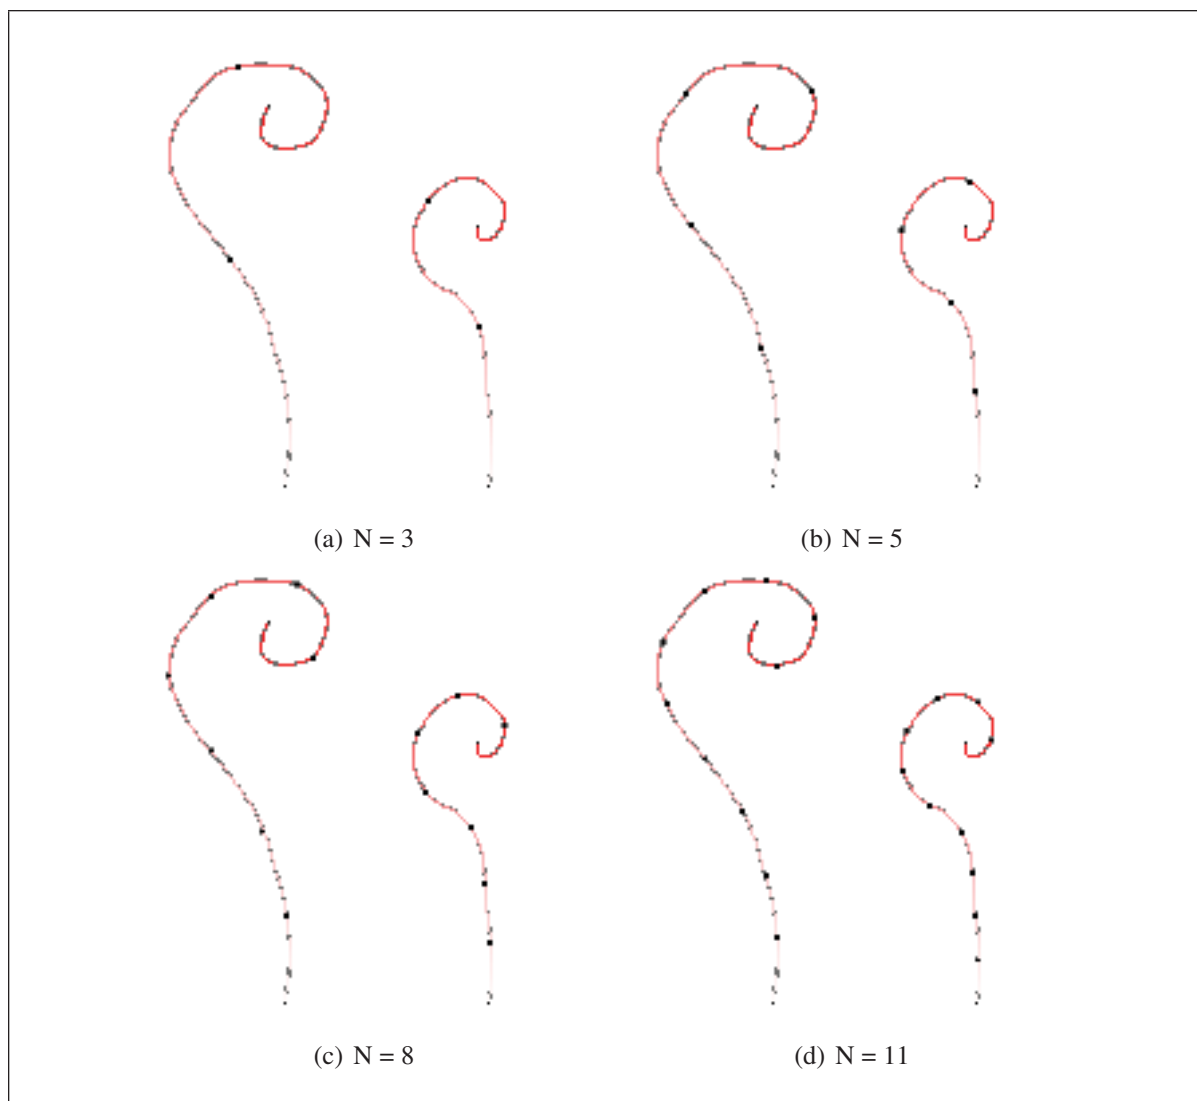 (a) N = 3
(b) N = 5
(c) N = 8
(d) N = 11